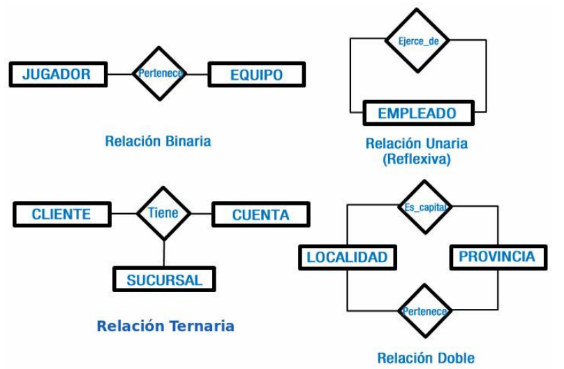 JUGADOR
Pertenece
EQUIPO
Relación Binaria
Ejerce_de
EMPLEADO
Relación Unaria
(Reflexiva)
CLIENTE
Tiene
CUENTA
SUCURSAL
Relación Ternaria
Es_capital
LOCALIDAD
PROVINCIA
Pertenece
Relación Doble